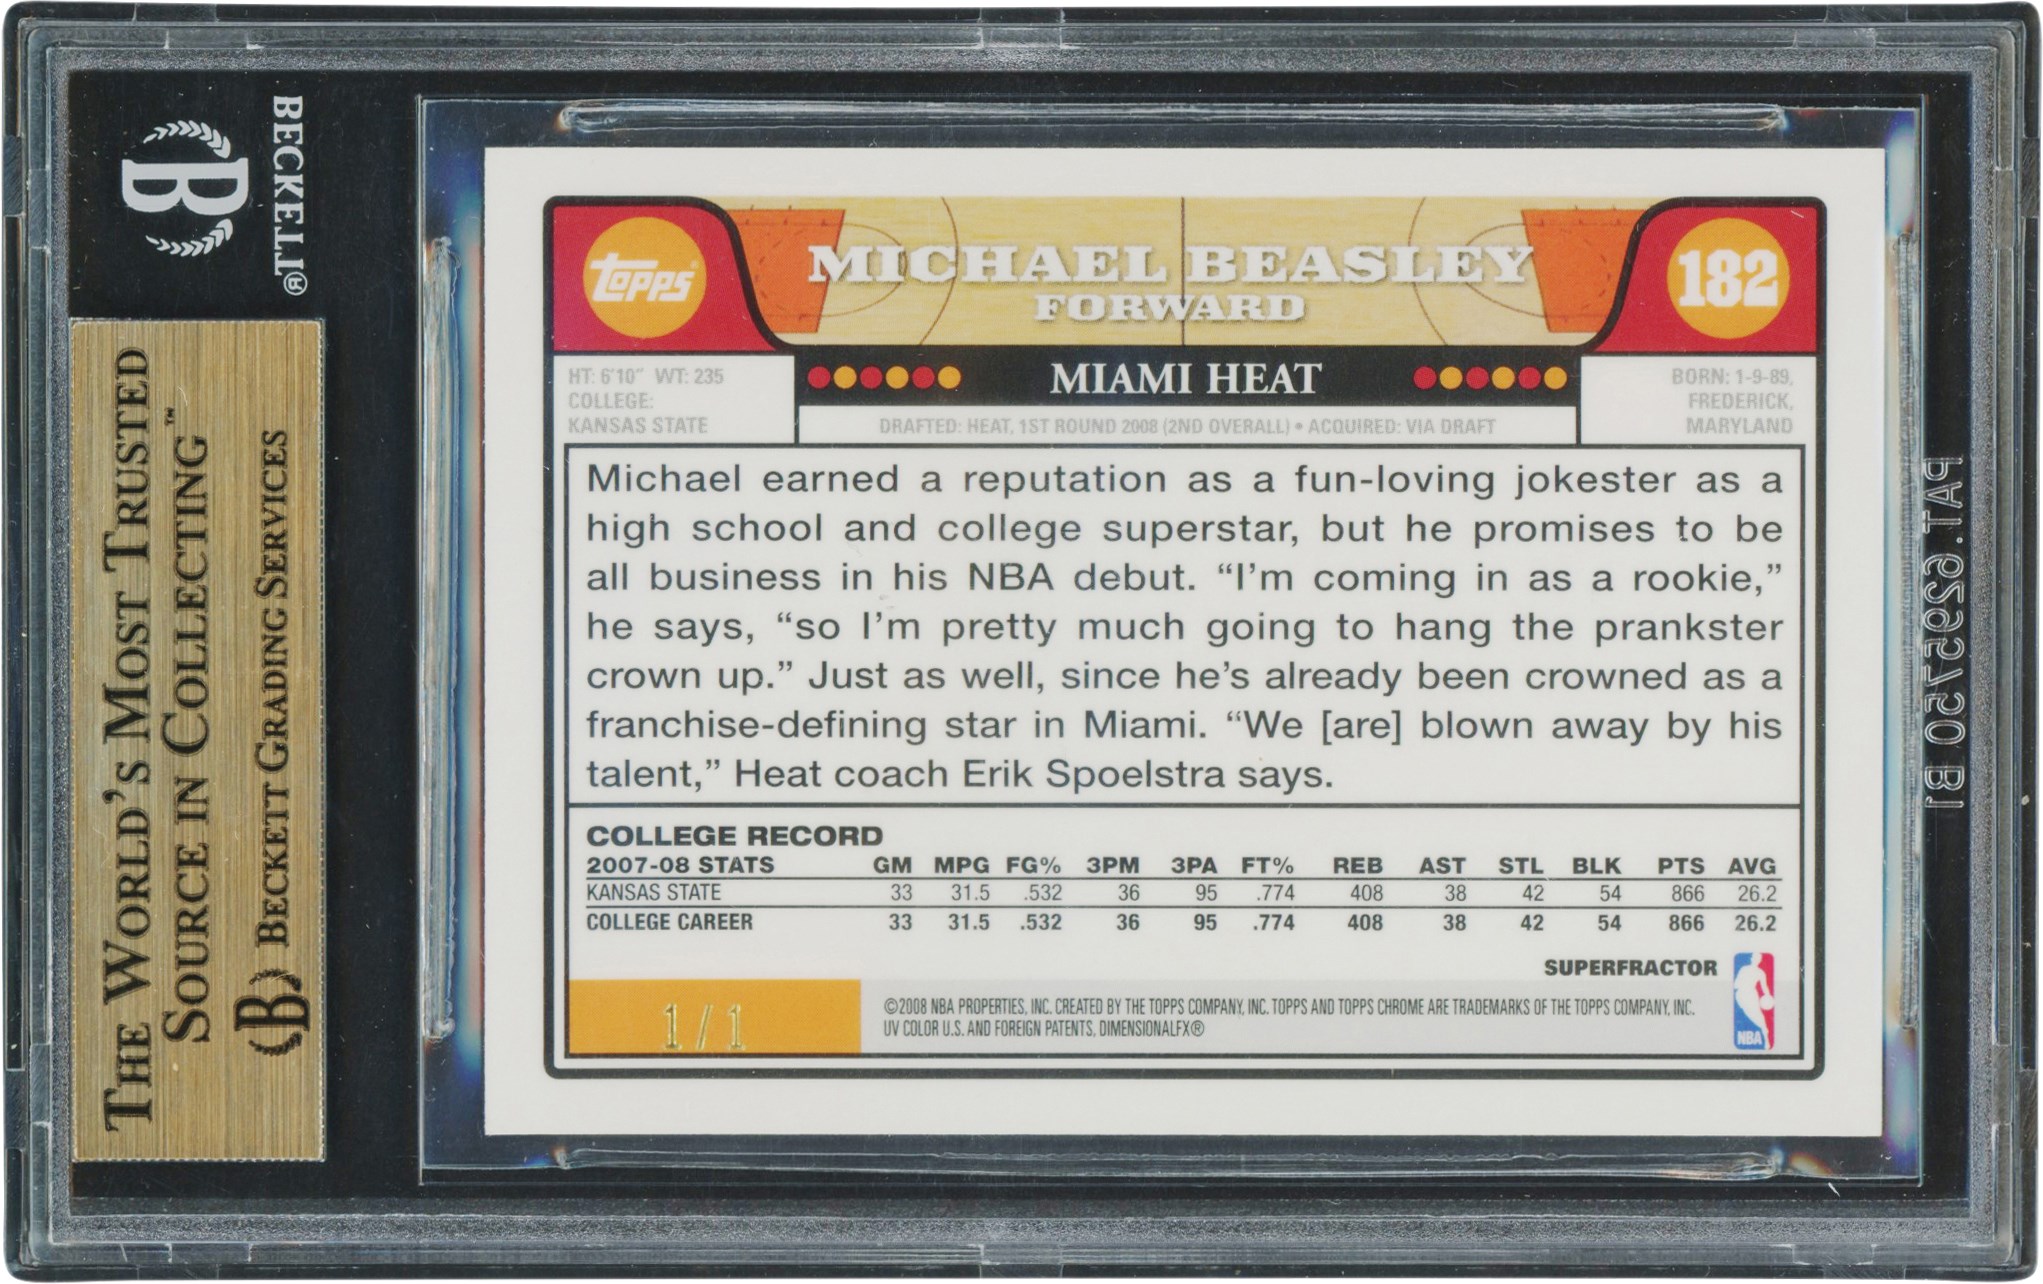 BECKETT®
B
THE WORLD'S MOST TRUSTED
SOURCE IN COLLECTING™
B BECKETT GRADING SERVICES
TOPPS®
MICHAEL BEASLEY
FORWARD
182
MIAMI HEAT
HT: 6'10" WT: 235
COLLEGE:
KANSAS STATE
DRAFTED: HEAT, 1ST ROUND 2008 (2ND OVERALL) • ACQUIRED: VIA DRAFT
BORN: 1-9-89,
FREDERICK,
MARYLAND
Michael earned a reputation as a fun-loving jokester as a
high school and college superstar, but he promises to be
all business in his NBA debut. “I’m coming in as a rookie,”
he says, “so I’m pretty much going to hang the prankster
crown up.” Just as well, since he’s already been crowned as a
franchise-defining star in Miami. “We [are] blown away by his
talent,” Heat coach Erik Spoelstra says.
COLLEGE RECORD
2007-08 STATS GM MPG FG% 3PM 3PA FT% REB AST STL BLK PTS AVG
KANSAS STATE 33 31.5 .532 36 95 .774 408 38 42 54 866 26.2
COLLEGE CAREER 33 31.5 .532 36 95 .774 408 38 42 54 866 26.2
SUPERFRACTOR
1 / 1
©2008 NBA PROPERTIES, INC. CREATED BY THE TOPPS COMPANY, INC. TOPPS AND TOPPS CHROME ARE TRADEMARKS OF THE TOPPS COMPANY, INC.
UV COLOR U.S. AND FOREIGN PATENTS, DIMENSIONALFX®
NBA
PAT. 6295750 B1